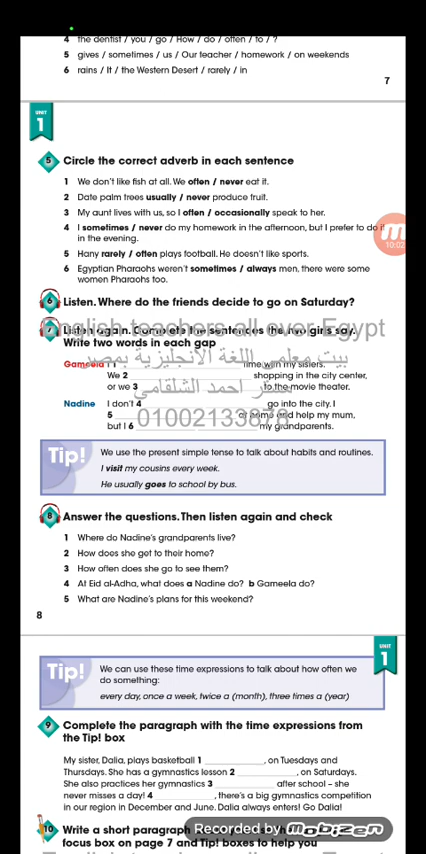 4 the dentist / you / go / How / do / often / to / ?
5 gives / sometimes / us / Our teacher / homework / on weekends
6 rains / It / the Western Desert / rarely / in
7
UNIT
1
5 Circle the correct adverb in each sentence
1 We don't like fish at all. We often / never eat it.
2 Date palm trees usually / never produce fruit.
3 My aunt lives with us, so I often / occasionally speak to her.
4 I sometimes / never do my homework in the afternoon, but I prefer to do it
in the evening.
10:02
5 Hany rarely / often plays football. He doesn't like sports.
6 Egyptian Pharaohs weren't sometimes / always men, there were some
women Pharaohs too.
6 Listen. Where do the friends decide to go on Saturday?
English teachers all over Egypt
7 Listen again. Complete the sentences the two girls say.
Write two words in each gap
بيت معلمى اللغة الأنجليزية بمصر
Gameela I 1 time with my sisters.
We 2 shopping in the city center,
or we 3 to the movie theater.
مستر احمد الشلقامى
Nadine I don't 4 go into the city. I
5 at home and help my mum,
but I 6 my grandparents.
01002133878
Tip!
We use the present simple tense to talk about habits and routines.
I visit my cousins every week.
He usually goes to school by bus.
8 Answer the questions. Then listen again and check
1 Where do Nadine's grandparents live?
2 How does she get to their home?
3 How often does she go to see them?
4 At Eid al-Adha, what does a Nadine do? b Gameela do?
5 What are Nadine's plans for this weekend?
8
UNIT
1
Tip!
We can use these time expressions to talk about how often we
do something:
every day, once a week, twice a (month), three times a (year)
9 Complete the paragraph with the time expressions from
the Tip! box
My sister, Dalia, plays basketball 1 ____________, on Tuesdays and
Thursdays. She has a gymnastics lesson 2 ____________, on Saturdays.
She also practices her gymnastics 3 ____________ after school – she
never misses a day! 4 ____________, there's a big gymnastics competition
in our region in December and June. Dalia always enters! Go Dalia!
10 Write a short paragraph
Recorded by Mobizen
focus box on page 7 and Tip! boxes to help you